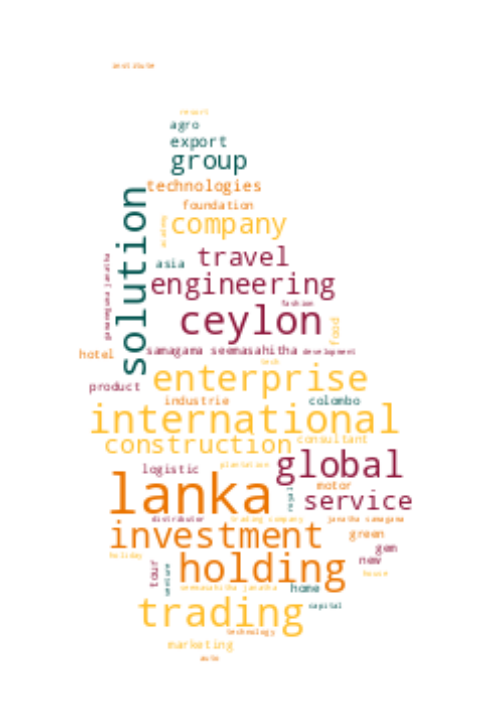 institute
resort
agro
export
group
technologies
solution
foundation
academy
company
travel
gamanegama janatha
asia
engineering
fashion
ceylon
food
hotel
samagama seemasahitha
development
tech
enterprise
product
industrie
colombo
international
construction
consultant
global
logistic
plantation
lanka
motor
royal
service
distributor
trading company
janatha samagama
investment
green
gem
holiday
new
tour
venture
holding
house
seemasahitha janatha
home
trading
capital
technology
marketing
auto